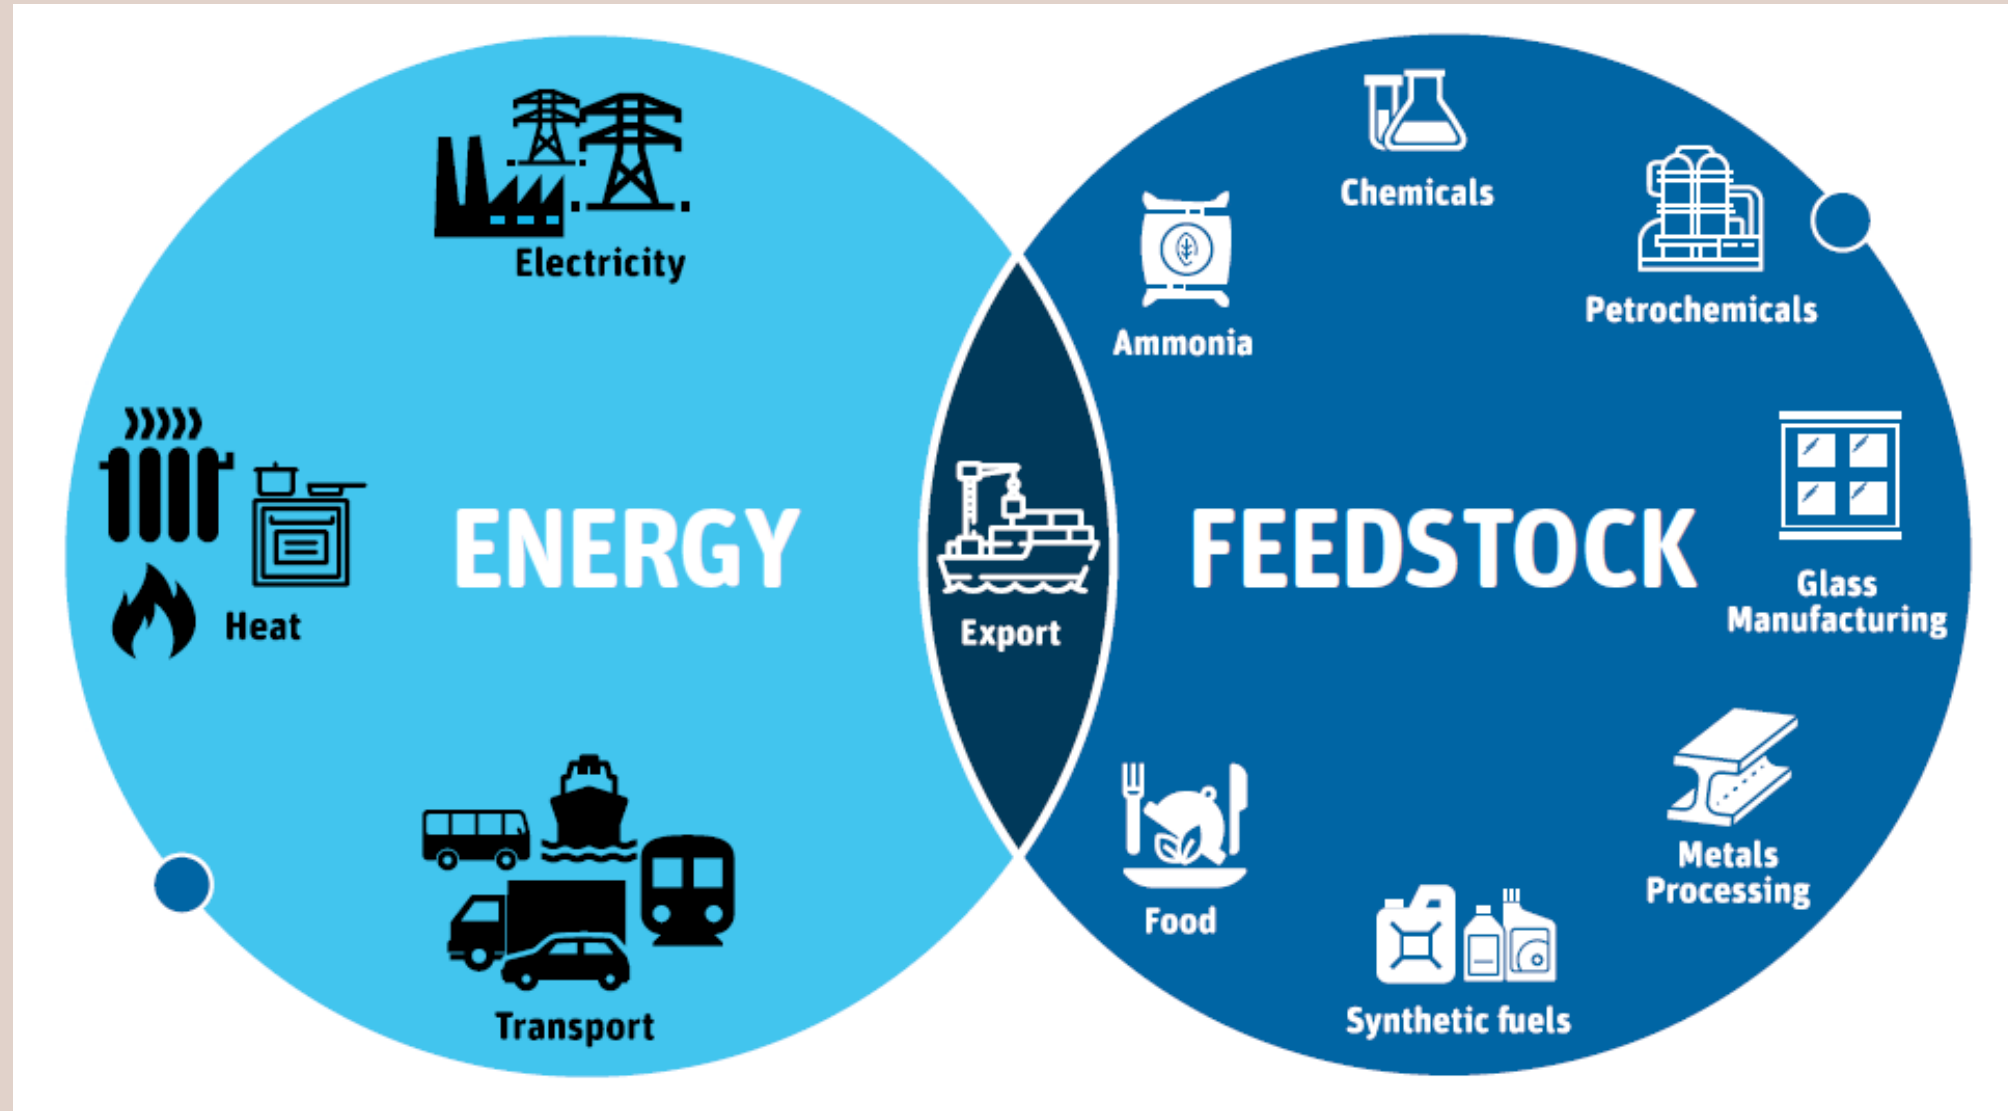 ENERGY
Electricity
Heat
Transport
Export
FEEDSTOCK
Chemicals
Petrochemicals
Ammonia
Glass
Manufacturing
Metals
Processing
Food
Synthetic fuels